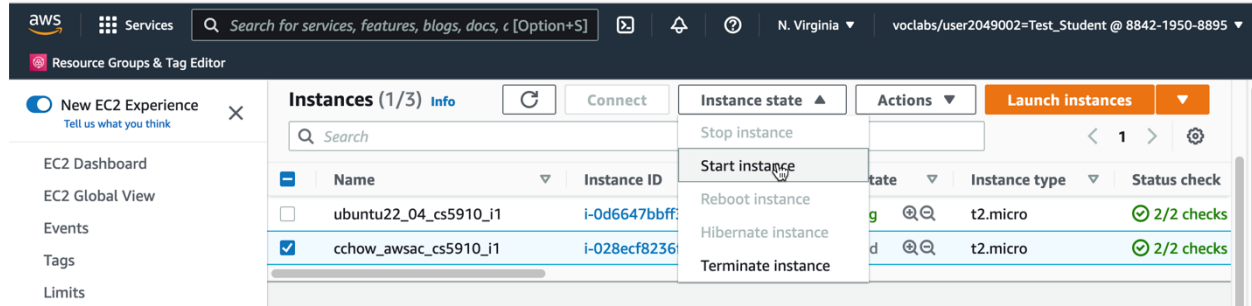 aws Services Search for services, features, blogs, docs, c [Option+S] N. Virginia ▼ voclabs/user2049002=Test_Student @ 8842-1950-8895 ▼
Resource Groups & Tag Editor
New EC2 Experience
Tell us what you think
EC2 Dashboard
EC2 Global View
Events
Tags
Limits
Instances (1/3) Info Connect Instance state ▲ Actions ▼ Launch instances ▼
Search < 1 >
Stop instance
Start instance
Reboot instance
Hibernate instance
Terminate instance
Name Instance ID tate Instance type Status check
ubuntu22_04_cs5910_i1 i-0d6647bbff g t2.micro 2/2 checks
cchow_awsac_cs5910_i1 i-028ecf8236 d t2.micro 2/2 checks